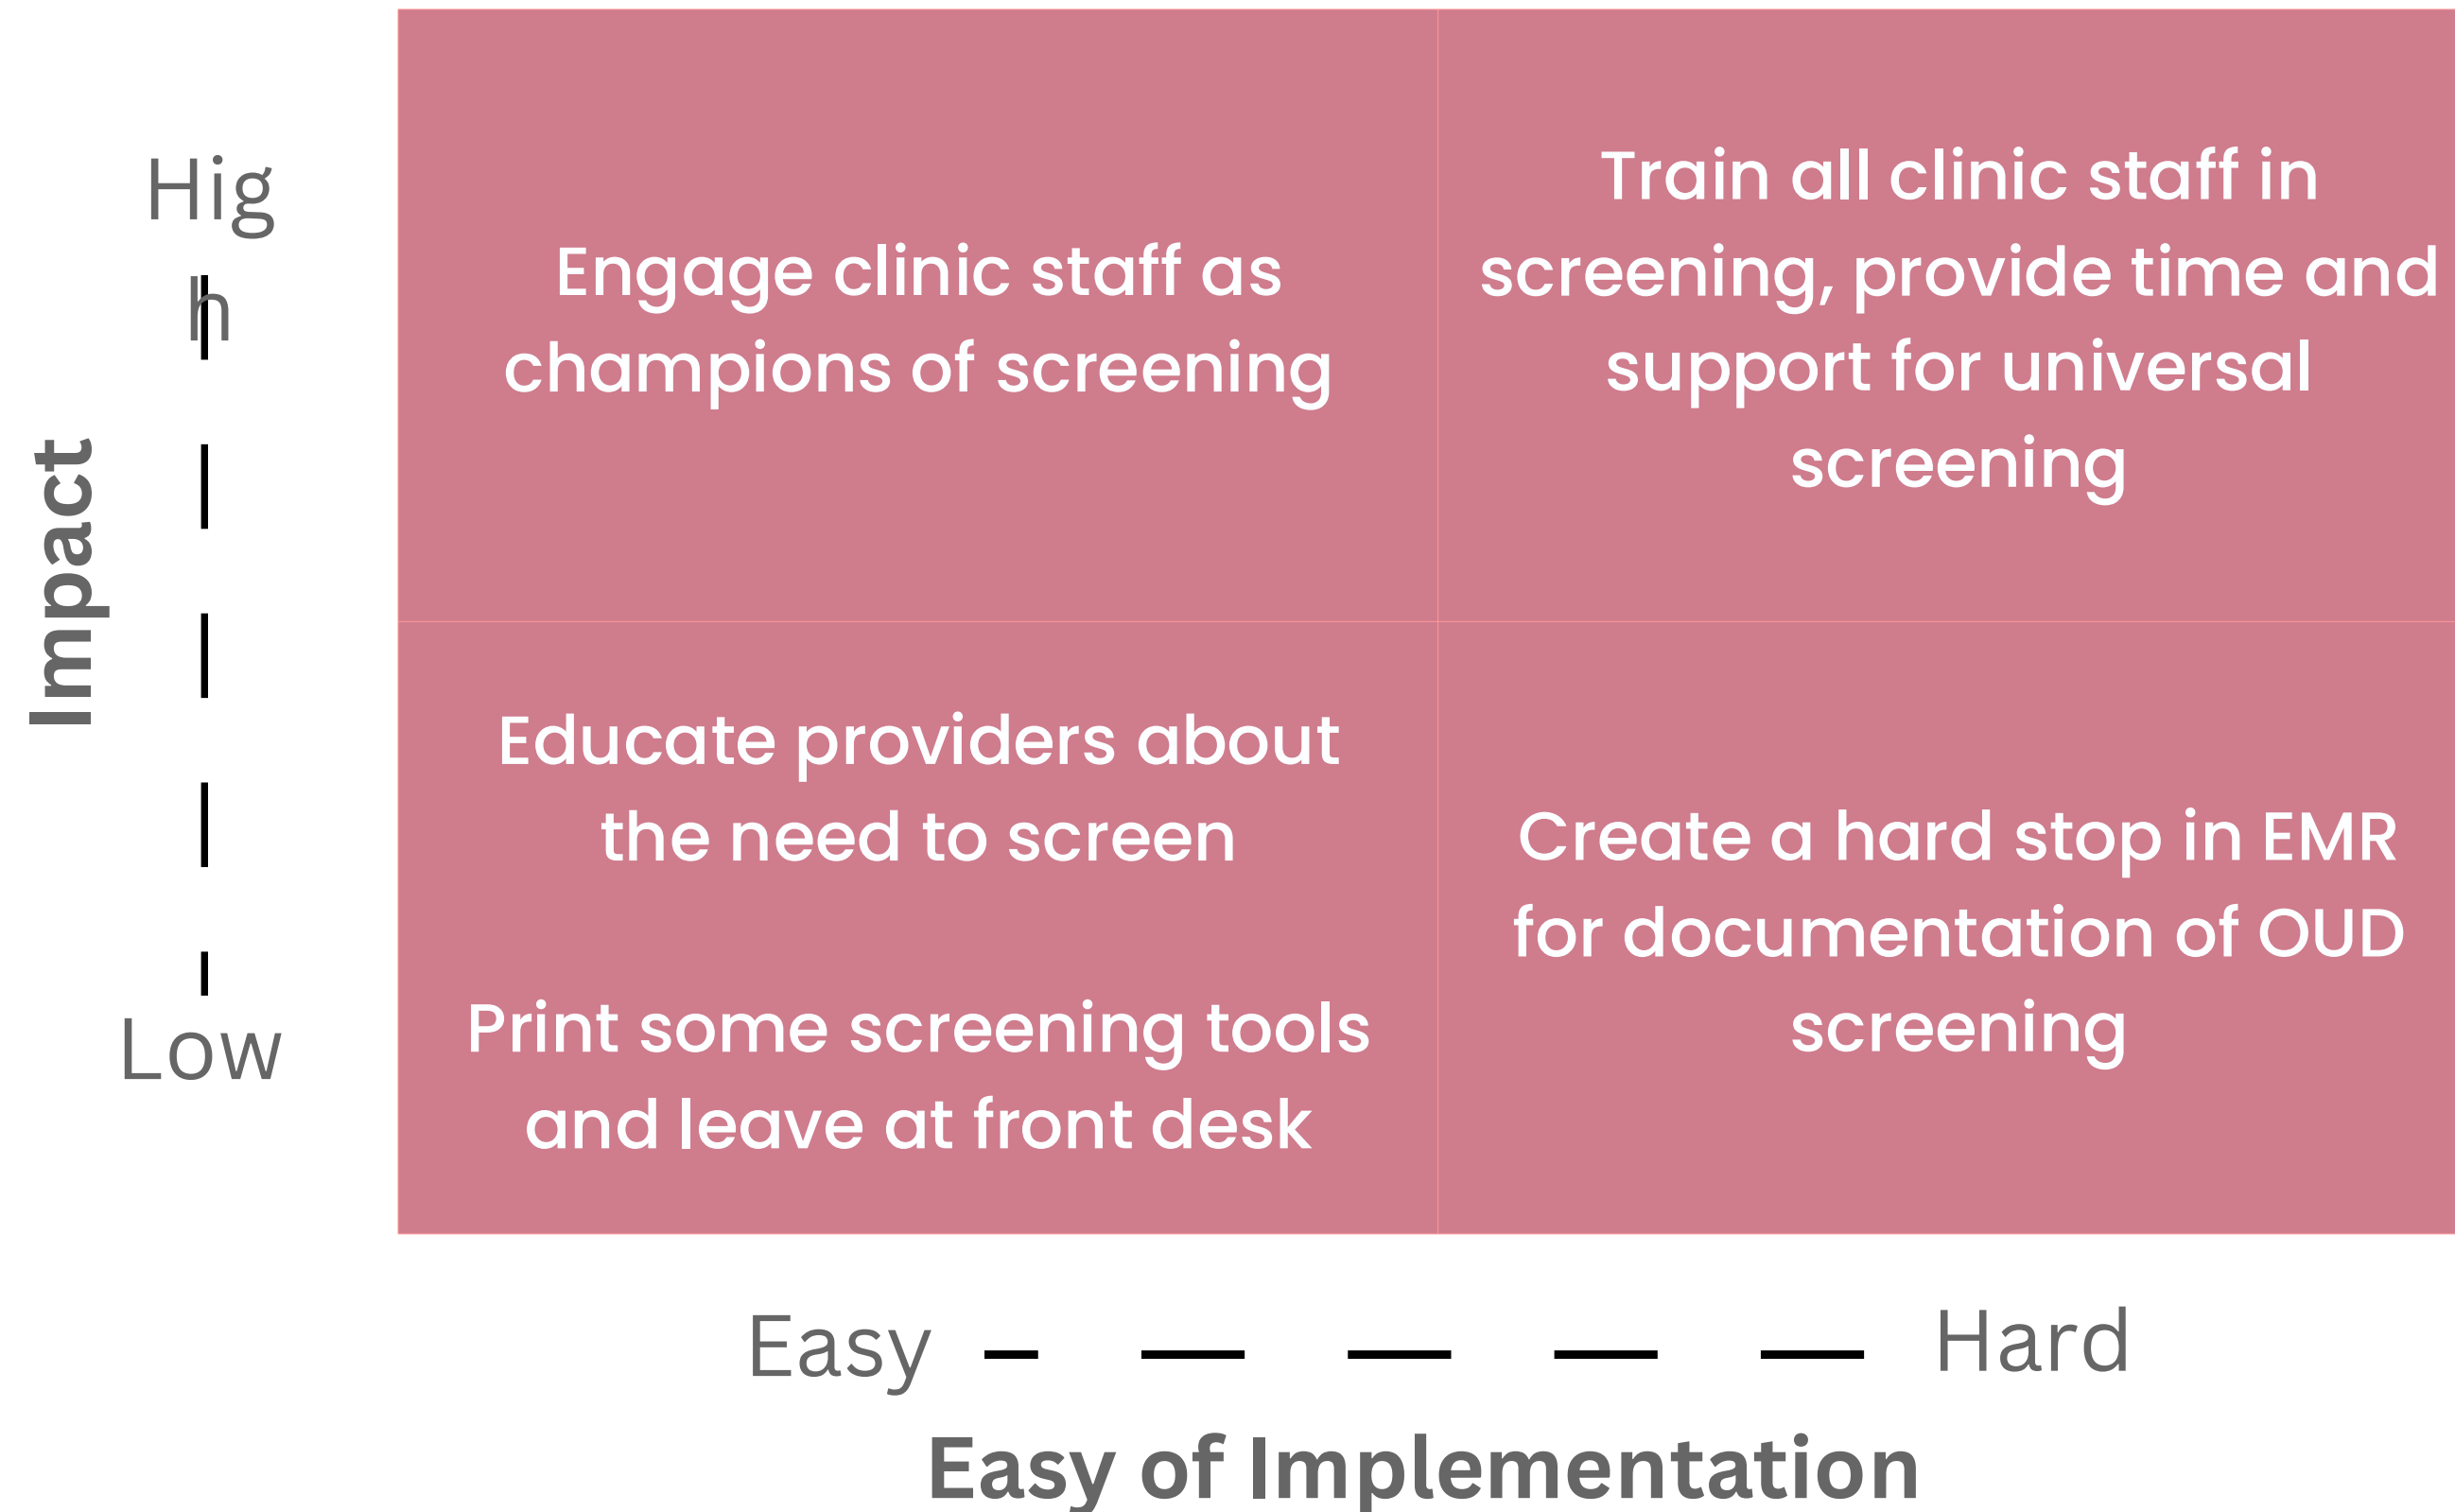 Hig
h
Impact
Low
Engage clinic staff as
champions of screening
Train all clinic staff in
screening, provide time and
support for universal
screening
Educate providers about
the need to screen
Print some screening tools
and leave at front desk
Create a hard stop in EMR
for documentation of OUD
screening
Easy
Hard
Easy of Implementation